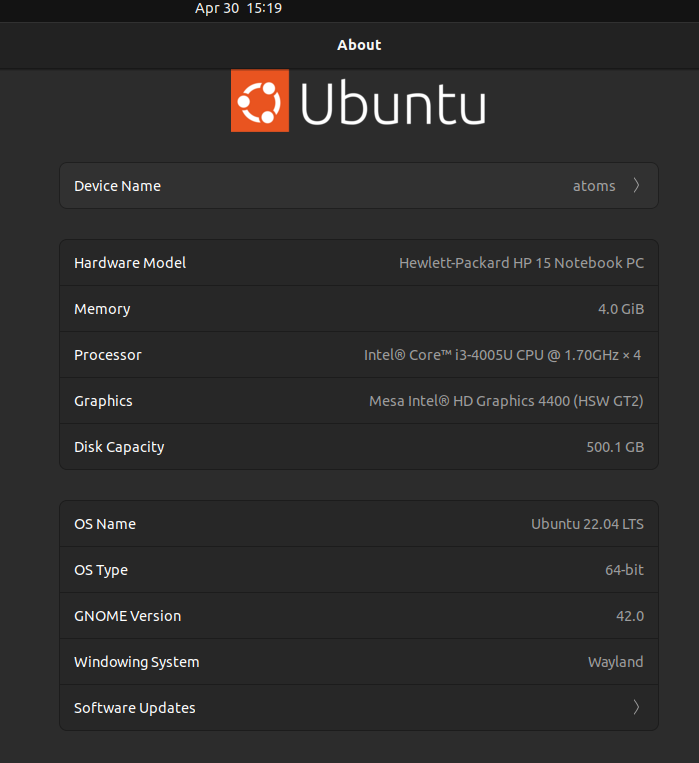 Apr 30 15:19
About
Ubuntu
Device Name atoms
Hardware Model Hewlett-Packard HP 15 Notebook PC
Memory 4.0 GiB
Processor Intel® Core™ i3-4005U CPU @ 1.70GHz × 4
Graphics Mesa Intel® HD Graphics 4400 (HSW GT2)
Disk Capacity 500.1 GB
OS Name Ubuntu 22.04 LTS
OS Type 64-bit
GNOME Version 42.0
Windowing System Wayland
Software Updates